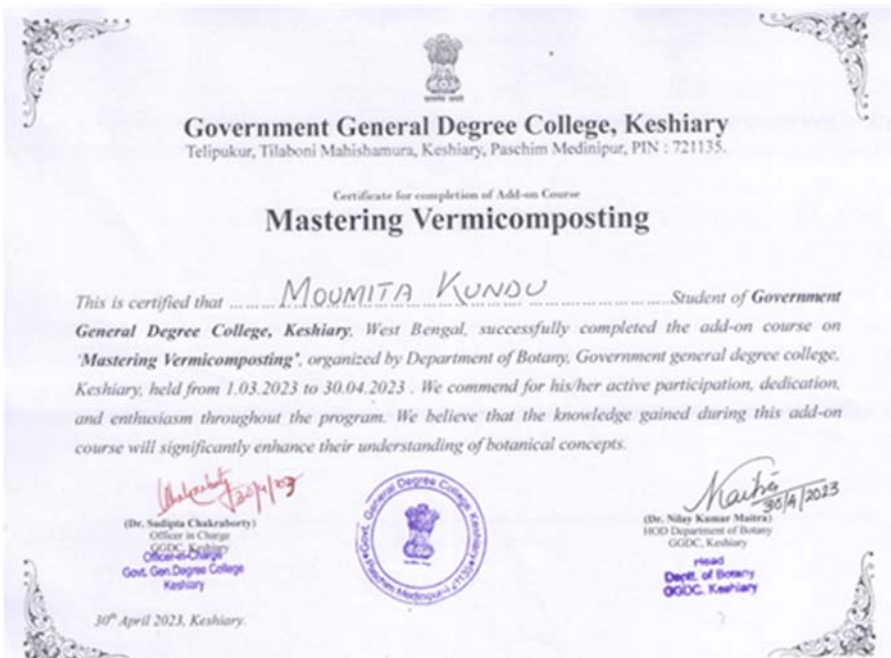 Government General Degree College, Keshiary
Telipukur, Tilaboni Mahishamura, Keshiary, Paschim Medinipur, PIN : 721135.
Certificate for completion of Add-on Course
Mastering Vermicomposting
This is certified that ........ MOUMITA KUNDU ........ Student of Government
General Degree College, Keshiary, West Bengal, successfully completed the add-on course on
'Mastering Vermicomposting', organized by Department of Botany, Government general degree college,
Keshiary, held from 1.03.2023 to 30.04.2023 . We commend for his/her active participation, dedication,
and enthusiasm throughout the program. We believe that the knowledge gained during this add-on
course will significantly enhance their understanding of botanical concepts.
(Dr. Sudipta Chakraborty)
Officer in Charge
GGDC, Keshiary
Officer-in-Charge
Govt. Gen.Degree College
Keshiary
Govt. General Degree College, Keshiary
Paschim Medinipur
Maitra
30/4/2023
(Dr. Nilay Kumar Maitra)
HOD Department of Botany
GGDC, Keshiary
Head
Deptt. of Botany
GGDC, Keshiary
30th April 2023, Keshiary.